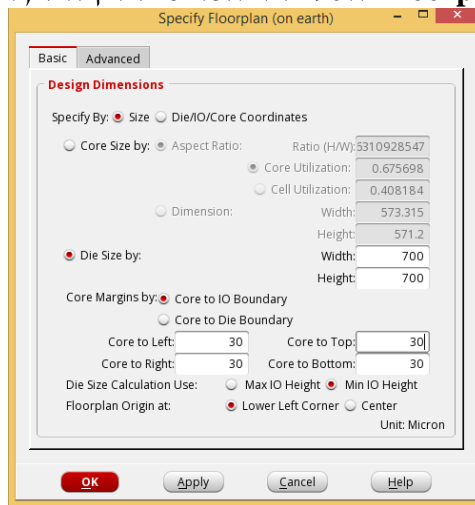 Specify Floorplan (on earth)
Basic Advanced
Design Dimensions
Specify By: Size Die/IO/Core Coordinates
Core Size by: Aspect Ratio: Ratio (H/W): 6310928547
Core Utilization: 0.675698
Cell Utilization: 0.408184
Dimension: Width: 573.315
Height: 571.2
Die Size by: Width: 700
Height: 700
Core Margins by: Core to IO Boundary
Core to Die Boundary
Core to Left: 30 Core to Top: 30
Core to Right: 30 Core to Bottom: 30
Die Size Calculation Use: Max IO Height Min IO Height
Floorplan Origin at: Lower Left Corner Center
Unit: Micron
OK Apply Cancel Help